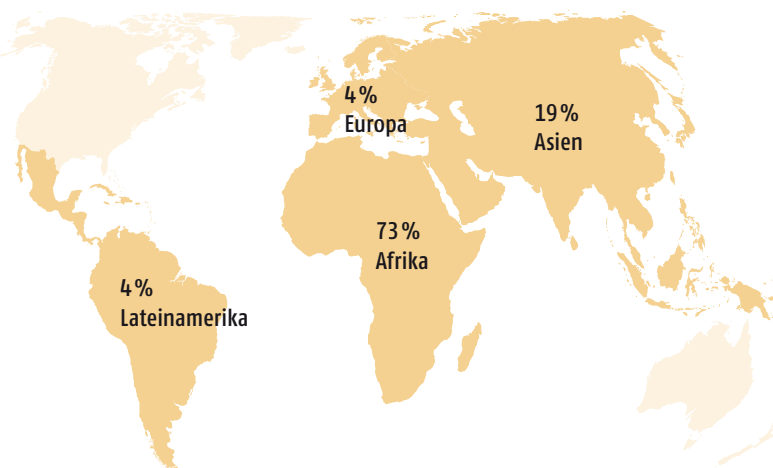 4 %
Europa
19 %
Asien
73 %
Afrika
4 %
Lateinamerika